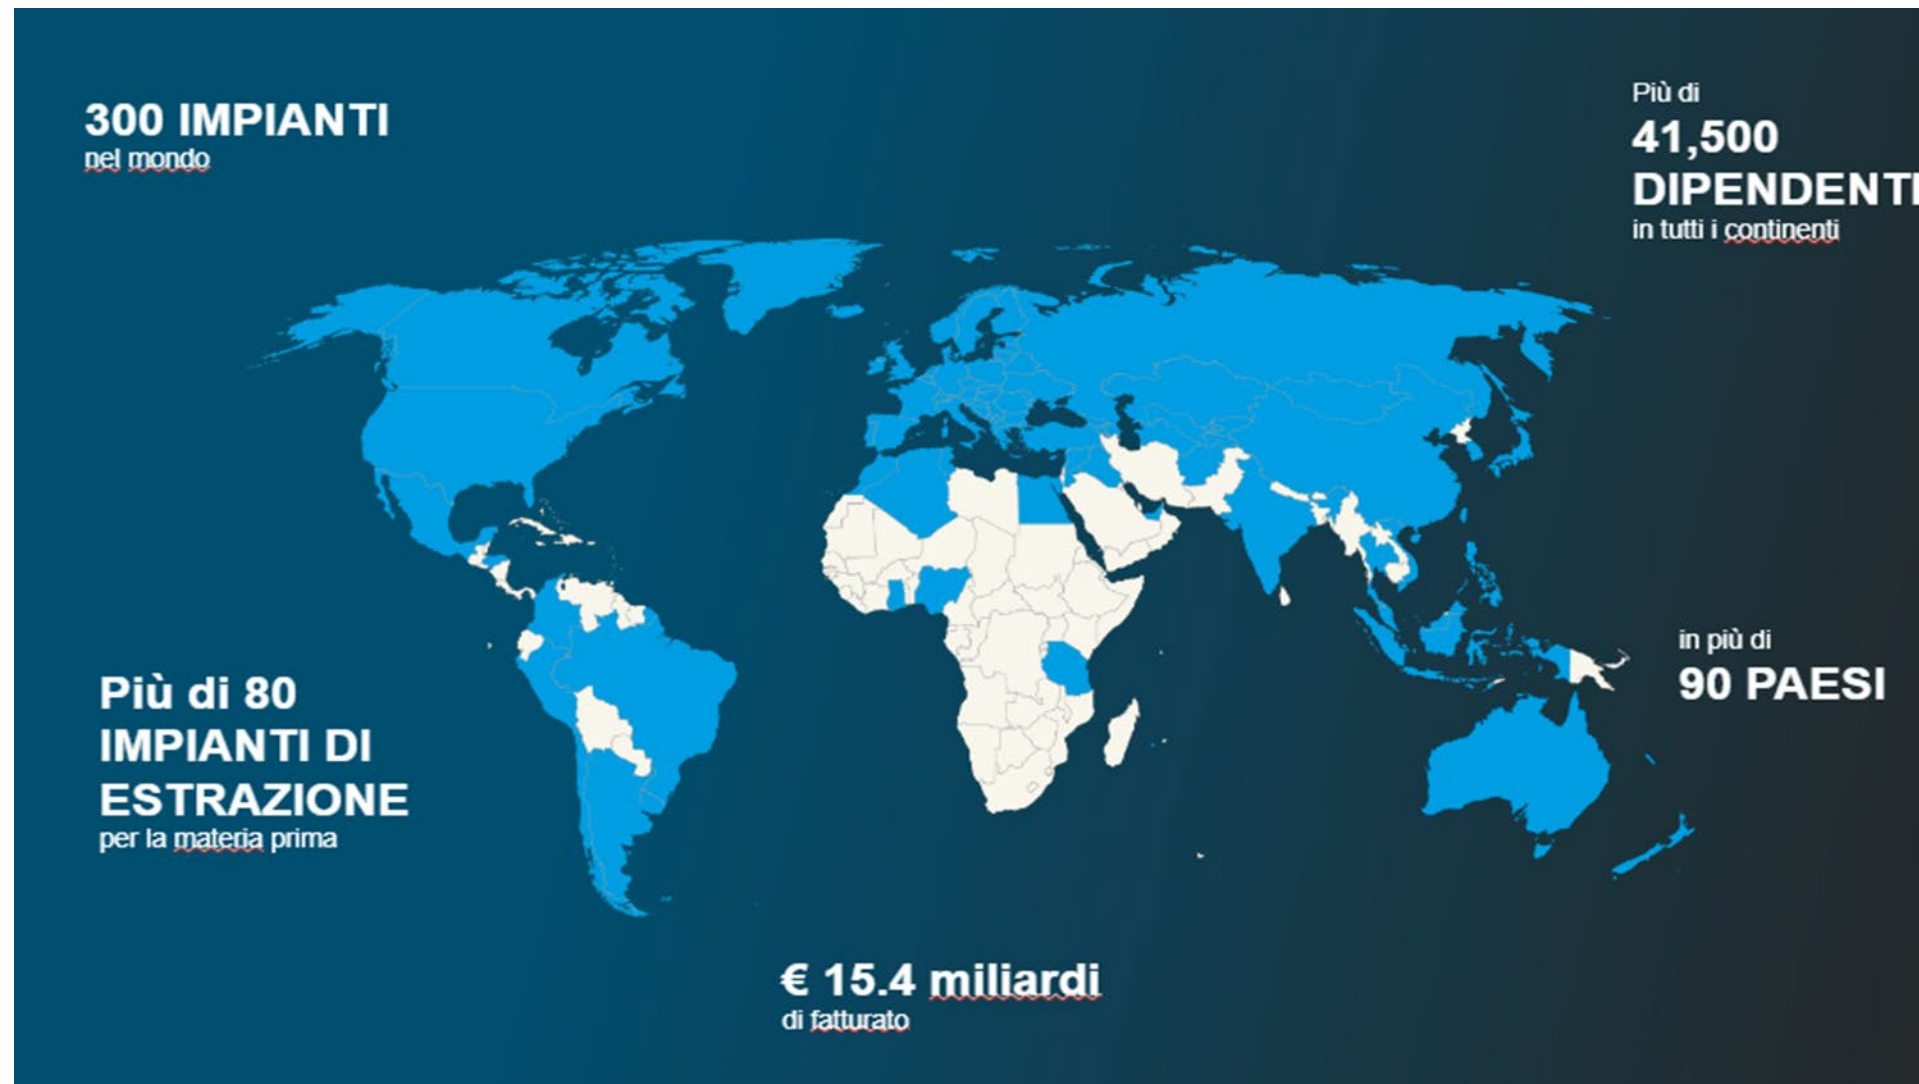 300 IMPIANTI
nel mondo
Più di
41,500
DIPENDENTI
in tutti i continenti
in più di
90 PAESI
Più di 80
IMPIANTI DI
ESTRAZIONE
per la materia prima
€ 15.4 miliardi
di fatturato